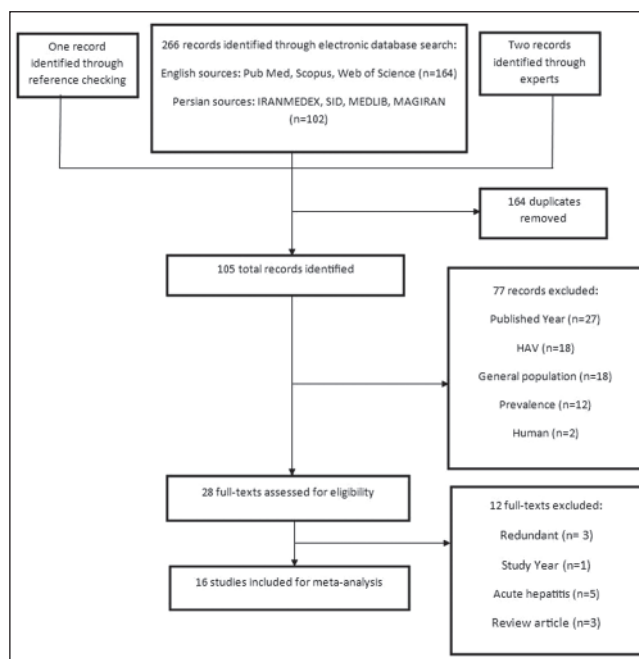 One record
identified through
reference checking
266 records identified through electronic database search:
English sources: Pub Med, Scopus, Web of Science (n=164)
Persian sources: IRANMEDEX, SID, MEDLIB, MAGIRAN
(n=102)
Two records
identified through
experts
164 duplicates
removed
105 total records identified
77 records excluded:
Published Year (n=27)
HAV (n=18)
General population (n=18)
Prevalence (n=12)
Human (n=2)
28 full-texts assessed for eligibility
12 full-texts excluded:
Redundant (n= 3)
Study Year (n=1)
Acute hepatitis (n=5)
Review article (n=3)
16 studies included for meta-analysis